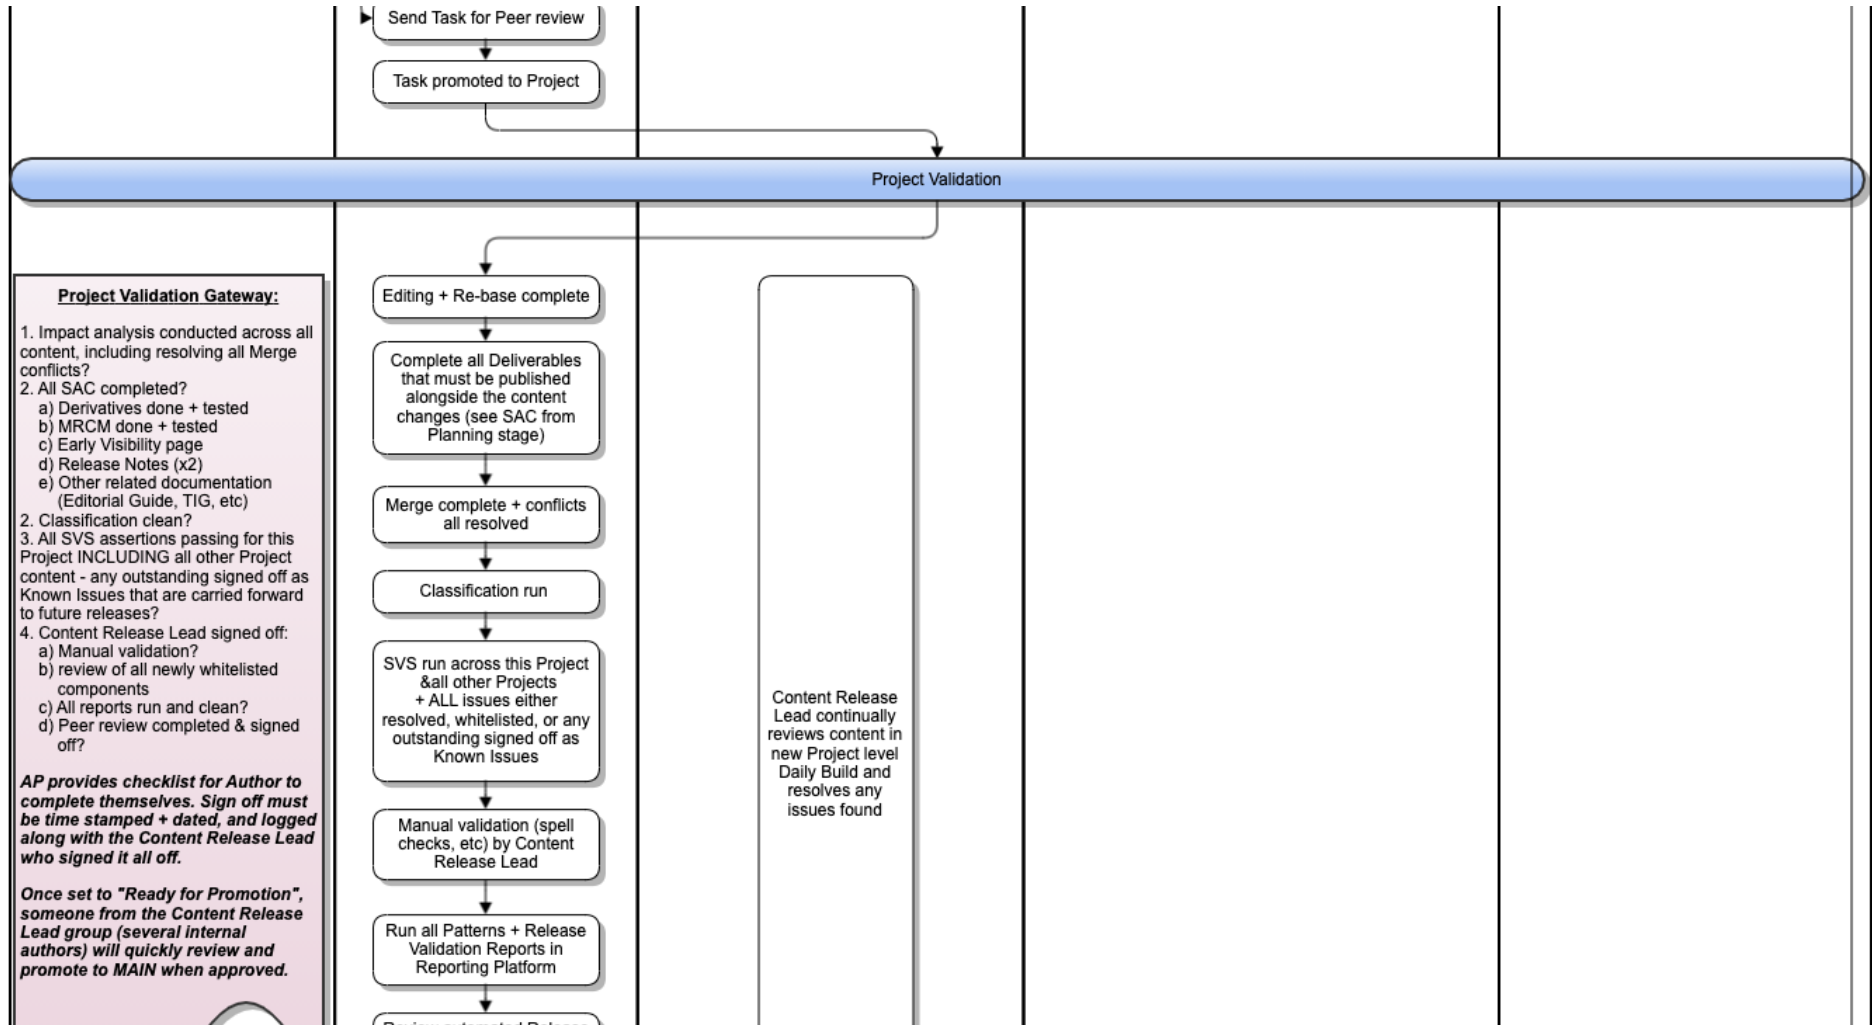 Send Task for Peer review
Task promoted to Project
Project Validation
Project Validation Gateway:
1. Impact analysis conducted across all
content, including resolving all Merge
conflicts?
2. All SAC completed?
a) Derivatives done + tested
b) MRCM done + tested
c) Early Visibility page
d) Release Notes (x2)
e) Other related documentation
(Editorial Guide, TIG, etc)
2. Classification clean?
3. All SVS assertions passing for this
Project INCLUDING all other Project
content - any outstanding signed off as
Known Issues that are carried forward
to future releases?
4. Content Release Lead signed off:
a) Manual validation?
b) review of all newly whitelisted
components
c) All reports run and clean?
d) Peer review completed & signed
off?
AP provides checklist for Author to
complete themselves. Sign off must
be time stamped + dated, and logged
along with the Content Release Lead
who signed it all off.
Once set to "Ready for Promotion",
someone from the Content Release
Lead group (several internal
authors) will quickly review and
promote to MAIN when approved.
Editing + Re-base complete
Complete all Deliverables
that must be published
alongside the content
changes (see SAC from
Planning stage)
Merge complete + conflicts
all resolved
Classification run
SVS run across this Project
&all other Projects
+ ALL issues either
resolved, whitelisted, or any
outstanding signed off as
Known Issues
Manual validation (spell
checks, etc) by Content
Release Lead
Run all Patterns + Release
Validation Reports in
Reporting Platform
Review automated Release
Content Release
Lead continually
reviews content in
new Project level
Daily Build and
resolves any
issues found